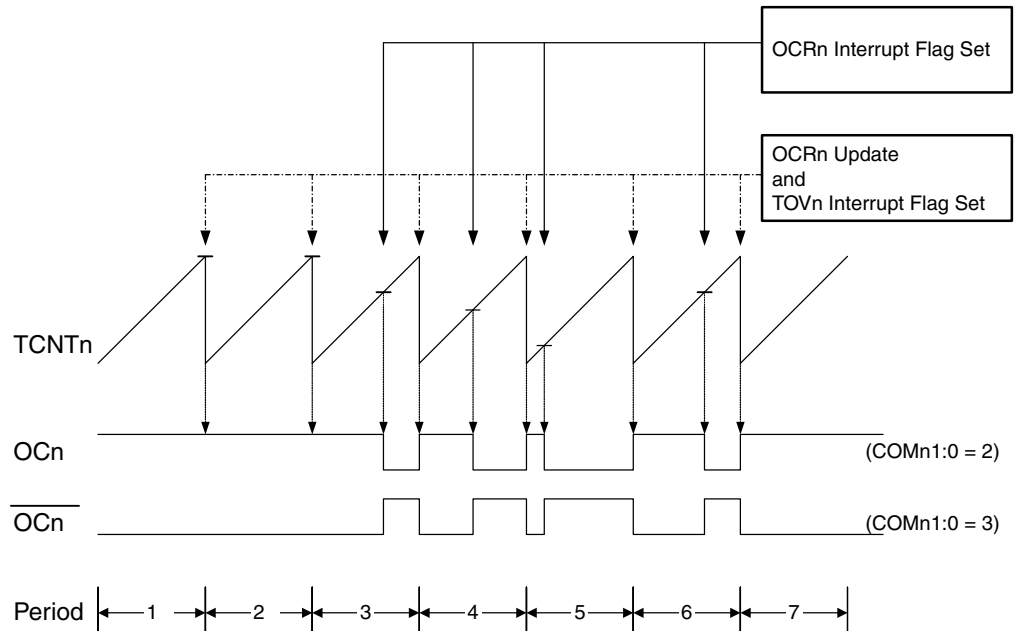 OCRn Interrupt Flag Set
OCRn Update
and
TOVn Interrupt Flag Set
TCNTn
OCn
(COMn1:0 = 2)
OCn
(COMn1:0 = 3)
Period
1
2
3
4
5
6
7